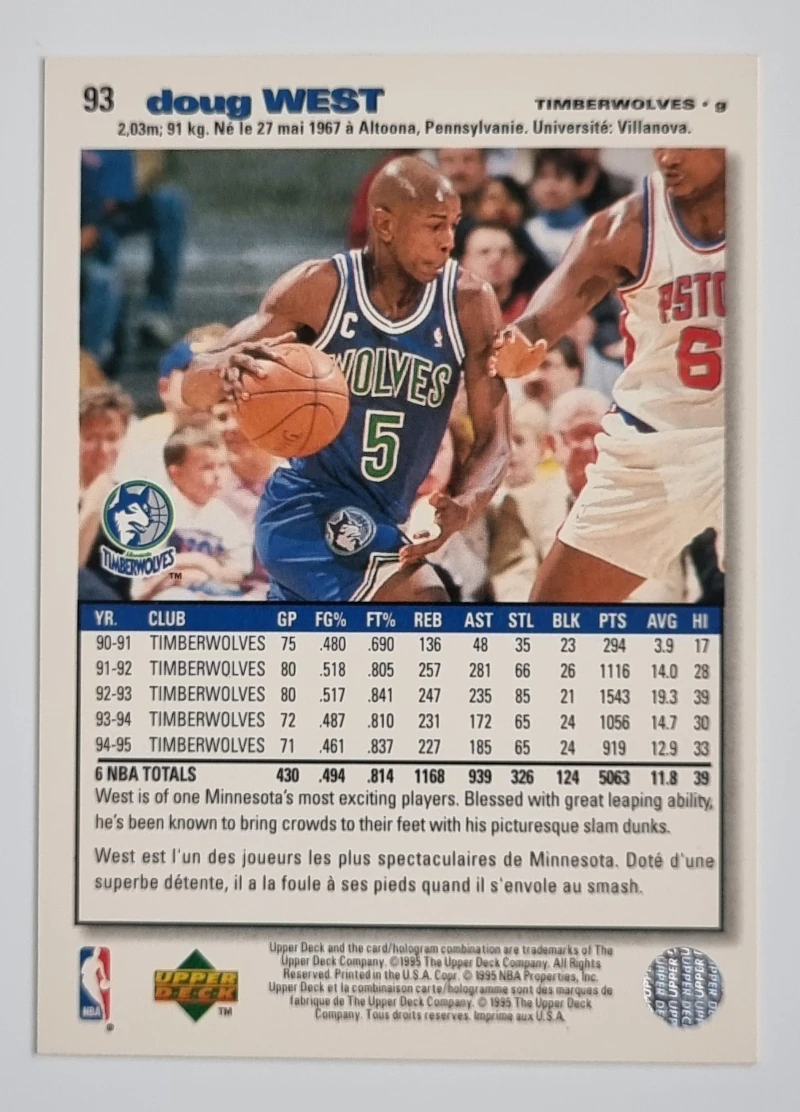 93 doug WEST TIMBERWOLVES • g
2,03m; 91 kg. Né le 27 mai 1967 à Altoona, Pennsylvanie. Université: Villanova.
C
WOLVES
5
PISTO
6
TIMBERWOLVES TM
YR. CLUB GP FG% FT% REB AST STL BLK PTS AVG HI
90-91 TIMBERWOLVES 75 .480 .690 136 48 35 23 294 3.9 17
91-92 TIMBERWOLVES 80 .518 .805 257 281 66 26 1116 14.0 28
92-93 TIMBERWOLVES 80 .517 .841 247 235 85 21 1543 19.3 39
93-94 TIMBERWOLVES 72 .487 .810 231 172 65 24 1056 14.7 30
94-95 TIMBERWOLVES 71 .461 .837 227 185 65 24 919 12.9 33
6 NBA TOTALS 430 .494 .814 1168 939 326 124 5063 11.8 39
West is of one Minnesota's most exciting players. Blessed with great leaping ability,
he's been known to bring crowds to their feet with his picturesque slam dunks.
West est l'un des joueurs les plus spectaculaires de Minnesota. Doté d'une
superbe détente, il a la foule à ses pieds quand il s'envole au smash.
NBA ®
UPPER
DECK TM
Upper Deck and the card/hologram combination are trademarks of The
Upper Deck Company. ©1995 The Upper Deck Company. All Rights
Reserved. Printed in the U.S.A. Copr. © 1995 NBA Properties, Inc.
Upper Deck et la combinaison carte/hologramme sont des marques de
fabrique de The Upper Deck Company. © 1995 The Upper Deck
Company. Tous droits reserves. Imprime aux U.S.A.
UPPER